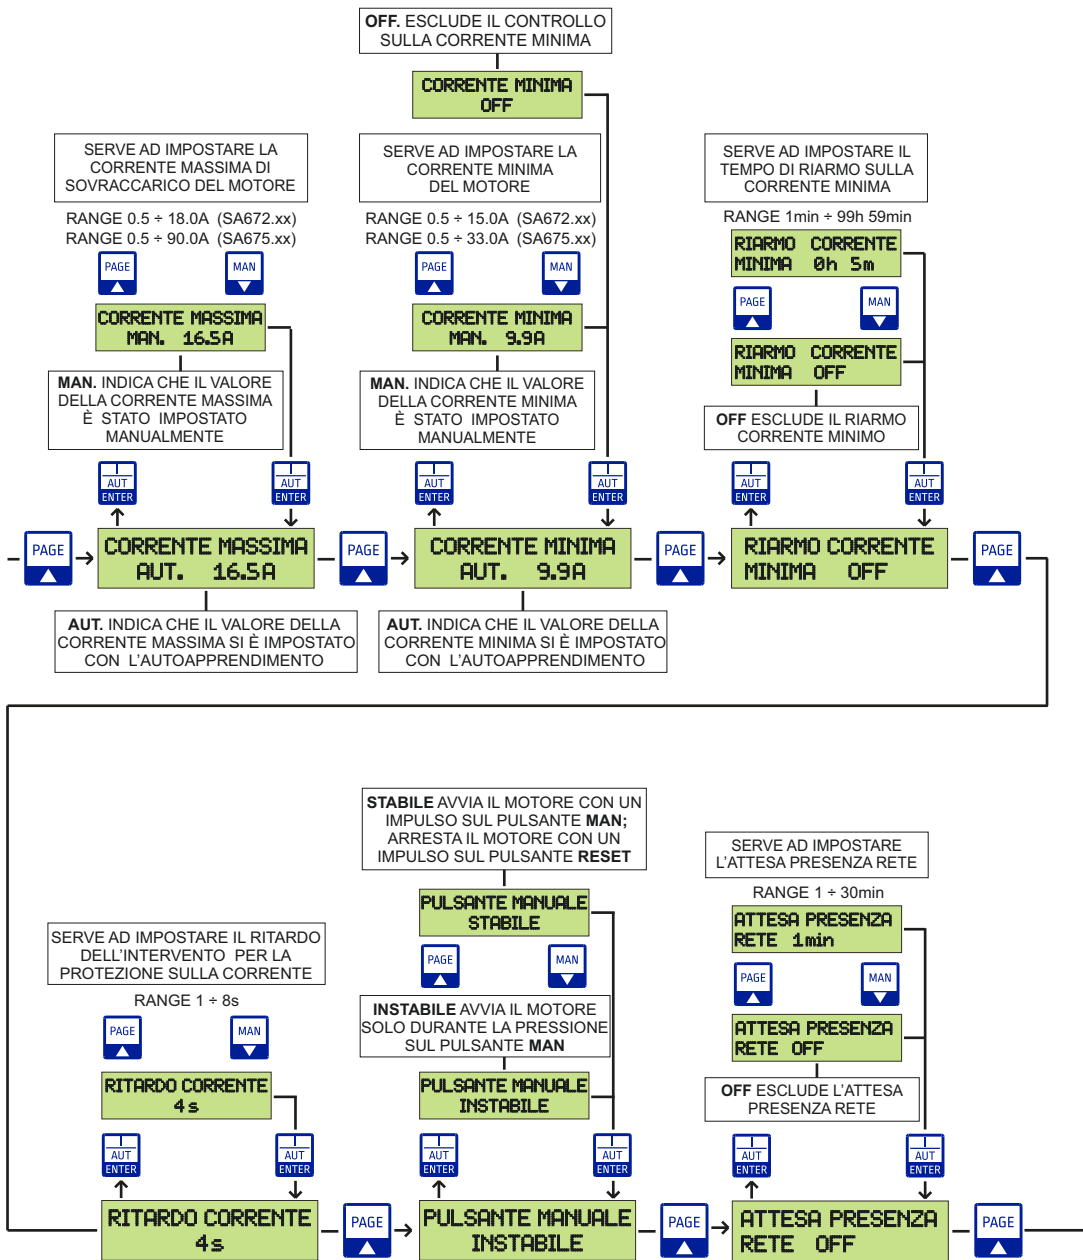 OFF. ESCLUDE IL CONTROLLO
SULLA CORRENTE MINIMA
CORRENTE MINIMA
OFF
SERVE AD IMPOSTARE LA
CORRENTE MASSIMA DI
SOVRACCARICO DEL MOTORE
RANGE 0.5 ÷ 18.0A (SA672.xx)
RANGE 0.5 ÷ 90.0A (SA675.xx)
PAGE
MAN
CORRENTE MASSIMA
MAN. 16.5A
MAN. INDICA CHE IL VALORE
DELLA CORRENTE MASSIMA
È STATO IMPOSTATO
MANUALMENTE
AUT
ENTER
AUT
ENTER
SERVE AD IMPOSTARE LA
CORRENTE MINIMA
DEL MOTORE
RANGE 0.5 ÷ 15.0A (SA672.xx)
RANGE 0.5 ÷ 33.0A (SA675.xx)
PAGE
MAN
CORRENTE MINIMA
MAN. 9.9A
MAN. INDICA CHE IL VALORE
DELLA CORRENTE MINIMA
È STATO IMPOSTATO
MANUALMENTE
AUT
ENTER
AUT
ENTER
SERVE AD IMPOSTARE IL
TEMPO DI RIARMO SULLA
CORRENTE MINIMA
RANGE 1min ÷ 99h 59min
RIARMO CORRENTE
MINIMA 0h 5m
PAGE
MAN
RIARMO CORRENTE
MINIMA OFF
OFF ESCLUDE IL RIARMO
CORRENTE MINIMO
AUT
ENTER
AUT
ENTER
PAGE
CORRENTE MASSIMA
AUT. 16.5A
PAGE
CORRENTE MINIMA
AUT. 9.9A
PAGE
RIARMO CORRENTE
MINIMA OFF
PAGE
AUT. INDICA CHE IL VALORE DELLA
CORRENTE MASSIMA SI È IMPOSTATO
CON L'AUTOAPPRENDIMENTO
AUT. INDICA CHE IL VALORE DELLA
CORRENTE MINIMA SI È IMPOSTATO
CON L'AUTOAPPRENDIMENTO
SERVE AD IMPOSTARE IL RITARDO
DELL'INTERVENTO PER LA
PROTEZIONE SULLA CORRENTE
RANGE 1 ÷ 8s
PAGE
MAN
RITARDO CORRENTE
4s
AUT
ENTER
AUT
ENTER
STABILE AVVIA IL MOTORE CON UN
IMPULSO SUL PULSANTE MAN;
ARRESTA IL MOTORE CON UN
IMPULSO SUL PULSANTE RESET
PULSANTE MANUALE
STABILE
PAGE
MAN
INSTABILE AVVIA IL MOTORE
SOLO DURANTE LA PRESSIONE
SUL PULSANTE MAN
PULSANTE MANUALE
INSTABILE
AUT
ENTER
AUT
ENTER
SERVE AD IMPOSTARE
L'ATTESA PRESENZA RETE
RANGE 1 ÷ 30min
ATTESA PRESENZA
RETE 1min
PAGE
MAN
ATTESA PRESENZA
RETE OFF
OFF ESCLUDE L'ATTESA
PRESENZA RETE
AUT
ENTER
AUT
ENTER
RITARDO CORRENTE
4s
PAGE
PULSANTE MANUALE
INSTABILE
PAGE
ATTESA PRESENZA
RETE OFF
PAGE